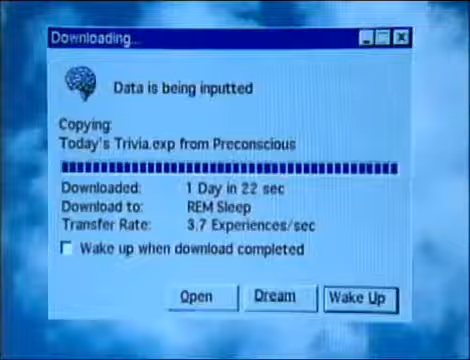 Downloading...
Data is being inputted
Copying:
Today's Trivia.exp from Preconscious
Downloaded: 1 Day in 22 sec
Download to: REM Sleep
Transfer Rate: 3.7 Experiences/sec
Wake up when download completed
Open Dream Wake Up